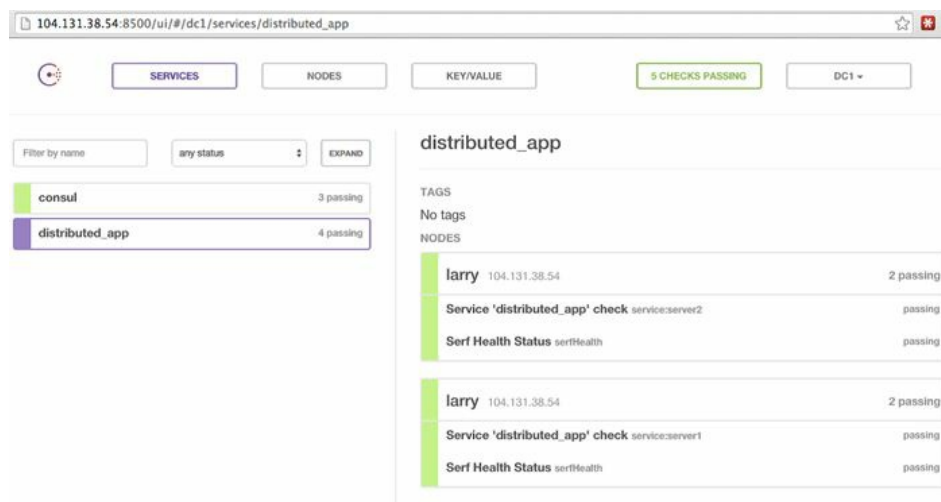 104.131.38.54:8500/ui/#/dc1/services/distributed_app
SERVICES NODES KEY/VALUE 5 CHECKS PASSING DC1
Filter by name any status EXPAND
consul 3 passing
distributed_app 4 passing
distributed_app
TAGS
No tags
NODES
larry 104.131.38.54 2 passing
Service 'distributed_app' check service:server2 passing
Serf Health Status serfHealth passing
larry 104.131.38.54 2 passing
Service 'distributed_app' check service:server1 passing
Serf Health Status serfHealth passing